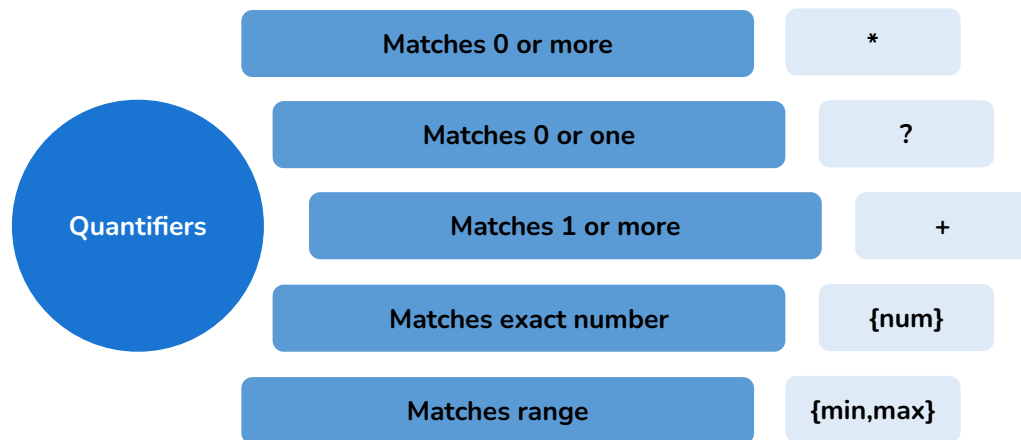 Matches 0 or more *
Matches 0 or one ?
Quantifiers
Matches 1 or more +
Matches exact number {num}
Matches range {min,max}